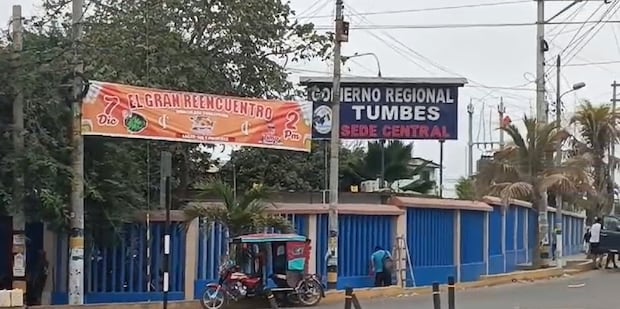 7 Dic
EL GRAN REENCUENTRO
2 Pm
GOBIERNO REGIONAL
TUMBES
SEDE CENTRAL